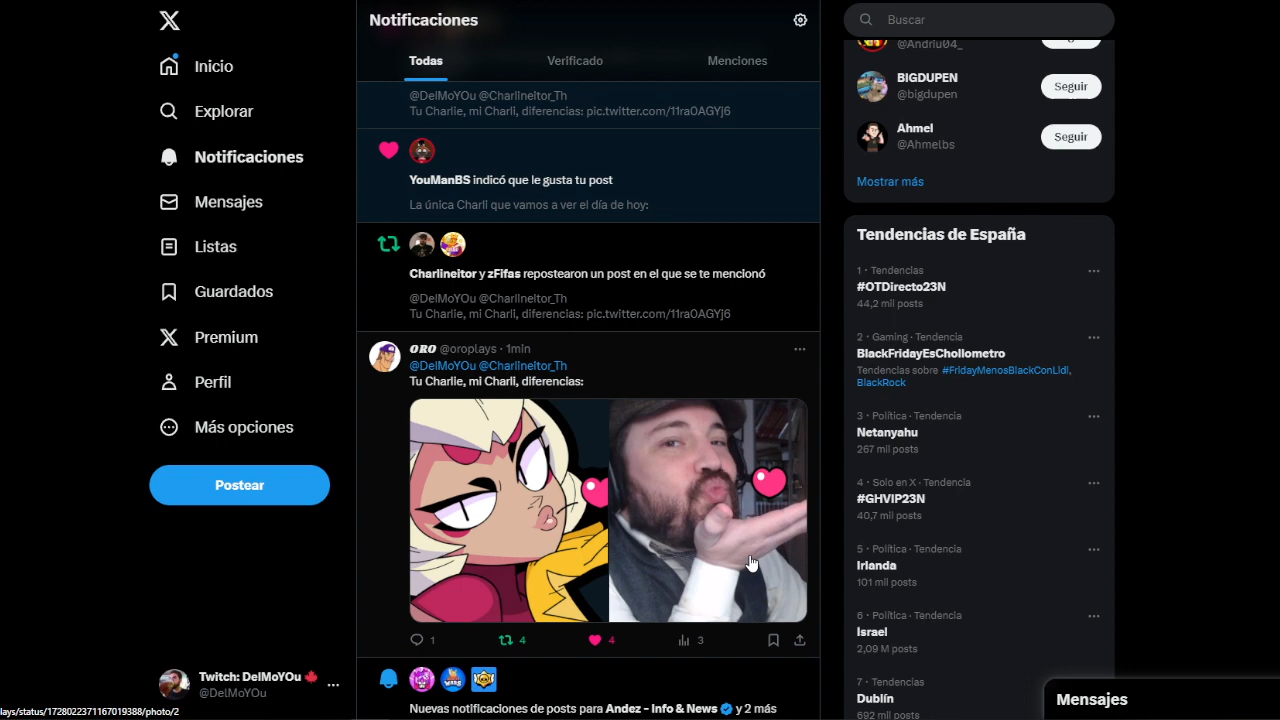 Inicio
Explorar
Notificaciones
Mensajes
Listas
Guardados
Premium
Perfil
Más opciones
Postear
Twitch: DelMoYOu
@DelMoYOu
lays/status/1728022371167019388/photo/2
Notificaciones
Todas
Verificado
Menciones
@DelMoYOu @Charlineitor_Th
Tu Charlie, mi Charli, diferencias: pic.twitter.com/11ra0AGYj6
YouManBS indicó que le gusta tu post
La única Charli que vamos a ver el día de hoy:
Charlineitor y zFifas repostearon un post en el que se te mencionó
@DelMoYOu @Charlineitor_Th
Tu Charlie, mi Charli, diferencias: pic.twitter.com/11ra0AGYj6
ORO @oroplays · 1min
@DelMoYOu @Charlineitor_Th
Tu Charlie, mi Charli, diferencias:
1 4 4 3
Nuevas notificaciones de posts para Andez - Info & News y 2 más
Buscar
@Andriu04_
BIGDUPEN
@bigdupen
Seguir
Ahmel
@Ahmelbs
Seguir
Mostrar más
Tendencias de España
1 · Tendencias
#OTDirecto23N
44,2 mil posts
2 · Gaming · Tendencia
BlackFridayEsChollometro
Tendencias sobre #FridayMenosBlackConLidl,
BlackRock
3 · Política · Tendencia
Netanyahu
267 mil posts
4 · Solo en X · Tendencia
#GHVIP23N
40,7 mil posts
5 · Política · Tendencia
Irlanda
101 mil posts
6 · Política · Tendencia
Israel
2,09 M posts
7 · Tendencias
Dublín
692 mil posts
Mensajes